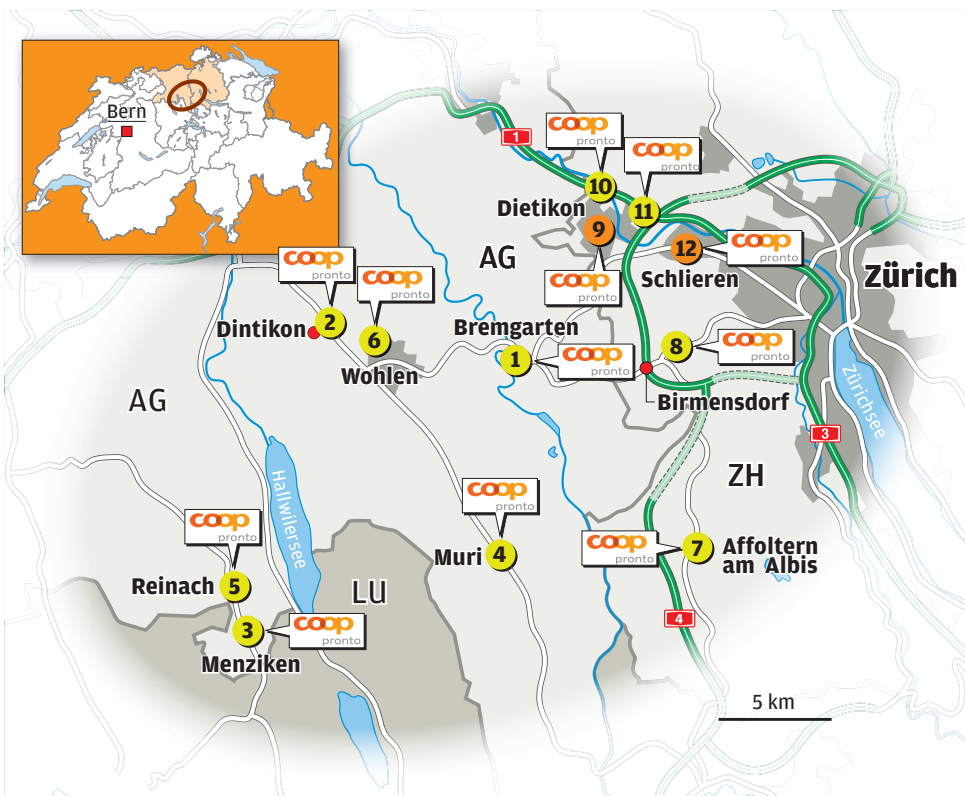 Bern
1
coop
pronto
coop
pronto
10
Dietikon
11
9
AG
12
coop
pronto
Schlieren
Zürich
coop
pronto
coop
pronto
coop
pronto
Dintikon
2
6
Wohlen
Bremgarten
1
coop
pronto
8
coop
pronto
Birmensdorf
Zürichsee
3
AG
ZH
Hallwilersee
coop
pronto
Muri
4
coop
pronto
Reinach
5
LU
coop
pronto
7
Affoltern
am Albis
3
coop
pronto
Menziken
4
5 km